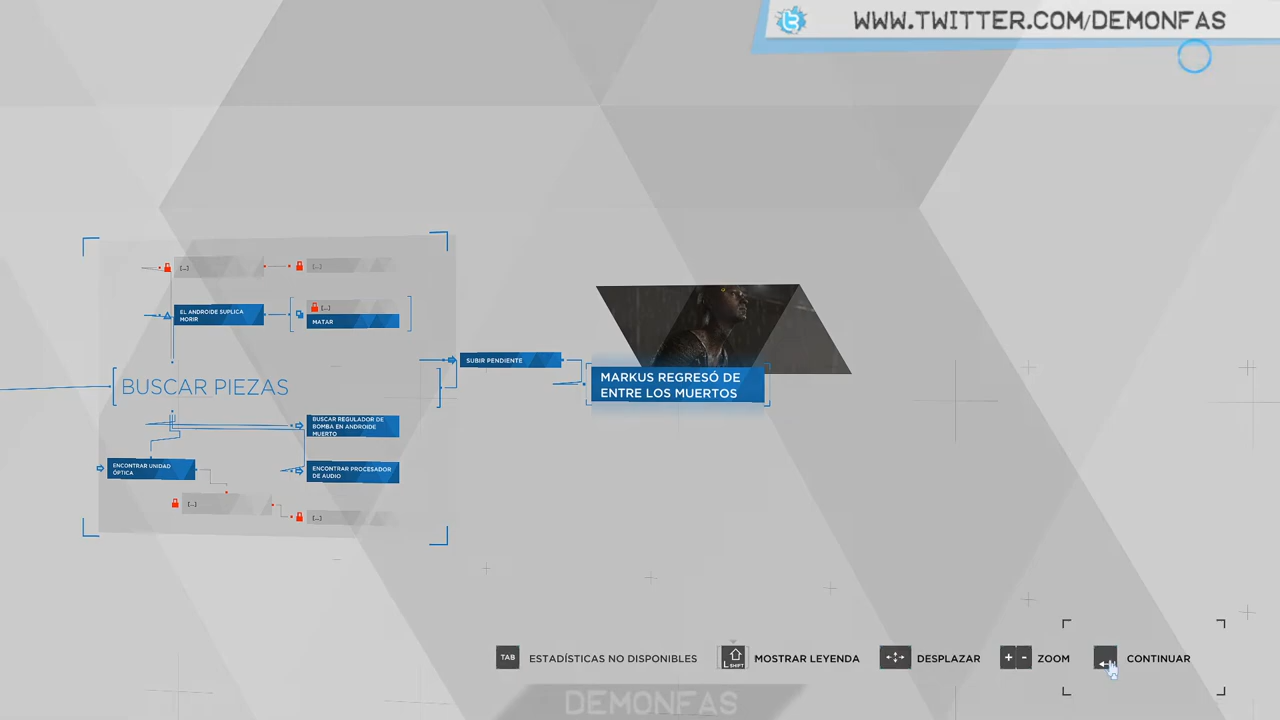 WWW.TWITTER.COM/DEMONFAS
[...]
[...]
EL ANDROIDE SUPLICA
MORIR
[...]
MATAR
SUBIR PENDIENTE
MARKUS REGRESÓ DE
ENTRE LOS MUERTOS
BUSCAR PIEZAS
BUSCAR REGULADOR DE
BOMBA EN ANDROIDE
MUERTO
ENCONTRAR UNIDAD
ÓPTICA
ENCONTRAR PROCESADOR
DE AUDIO
[...]
[...]
TAB
ESTADÍSTICAS NO DISPONIBLES
L SHIFT
MOSTRAR LEYENDA
DESPLAZAR
+ -
ZOOM
CONTINUAR
DEMONFAS